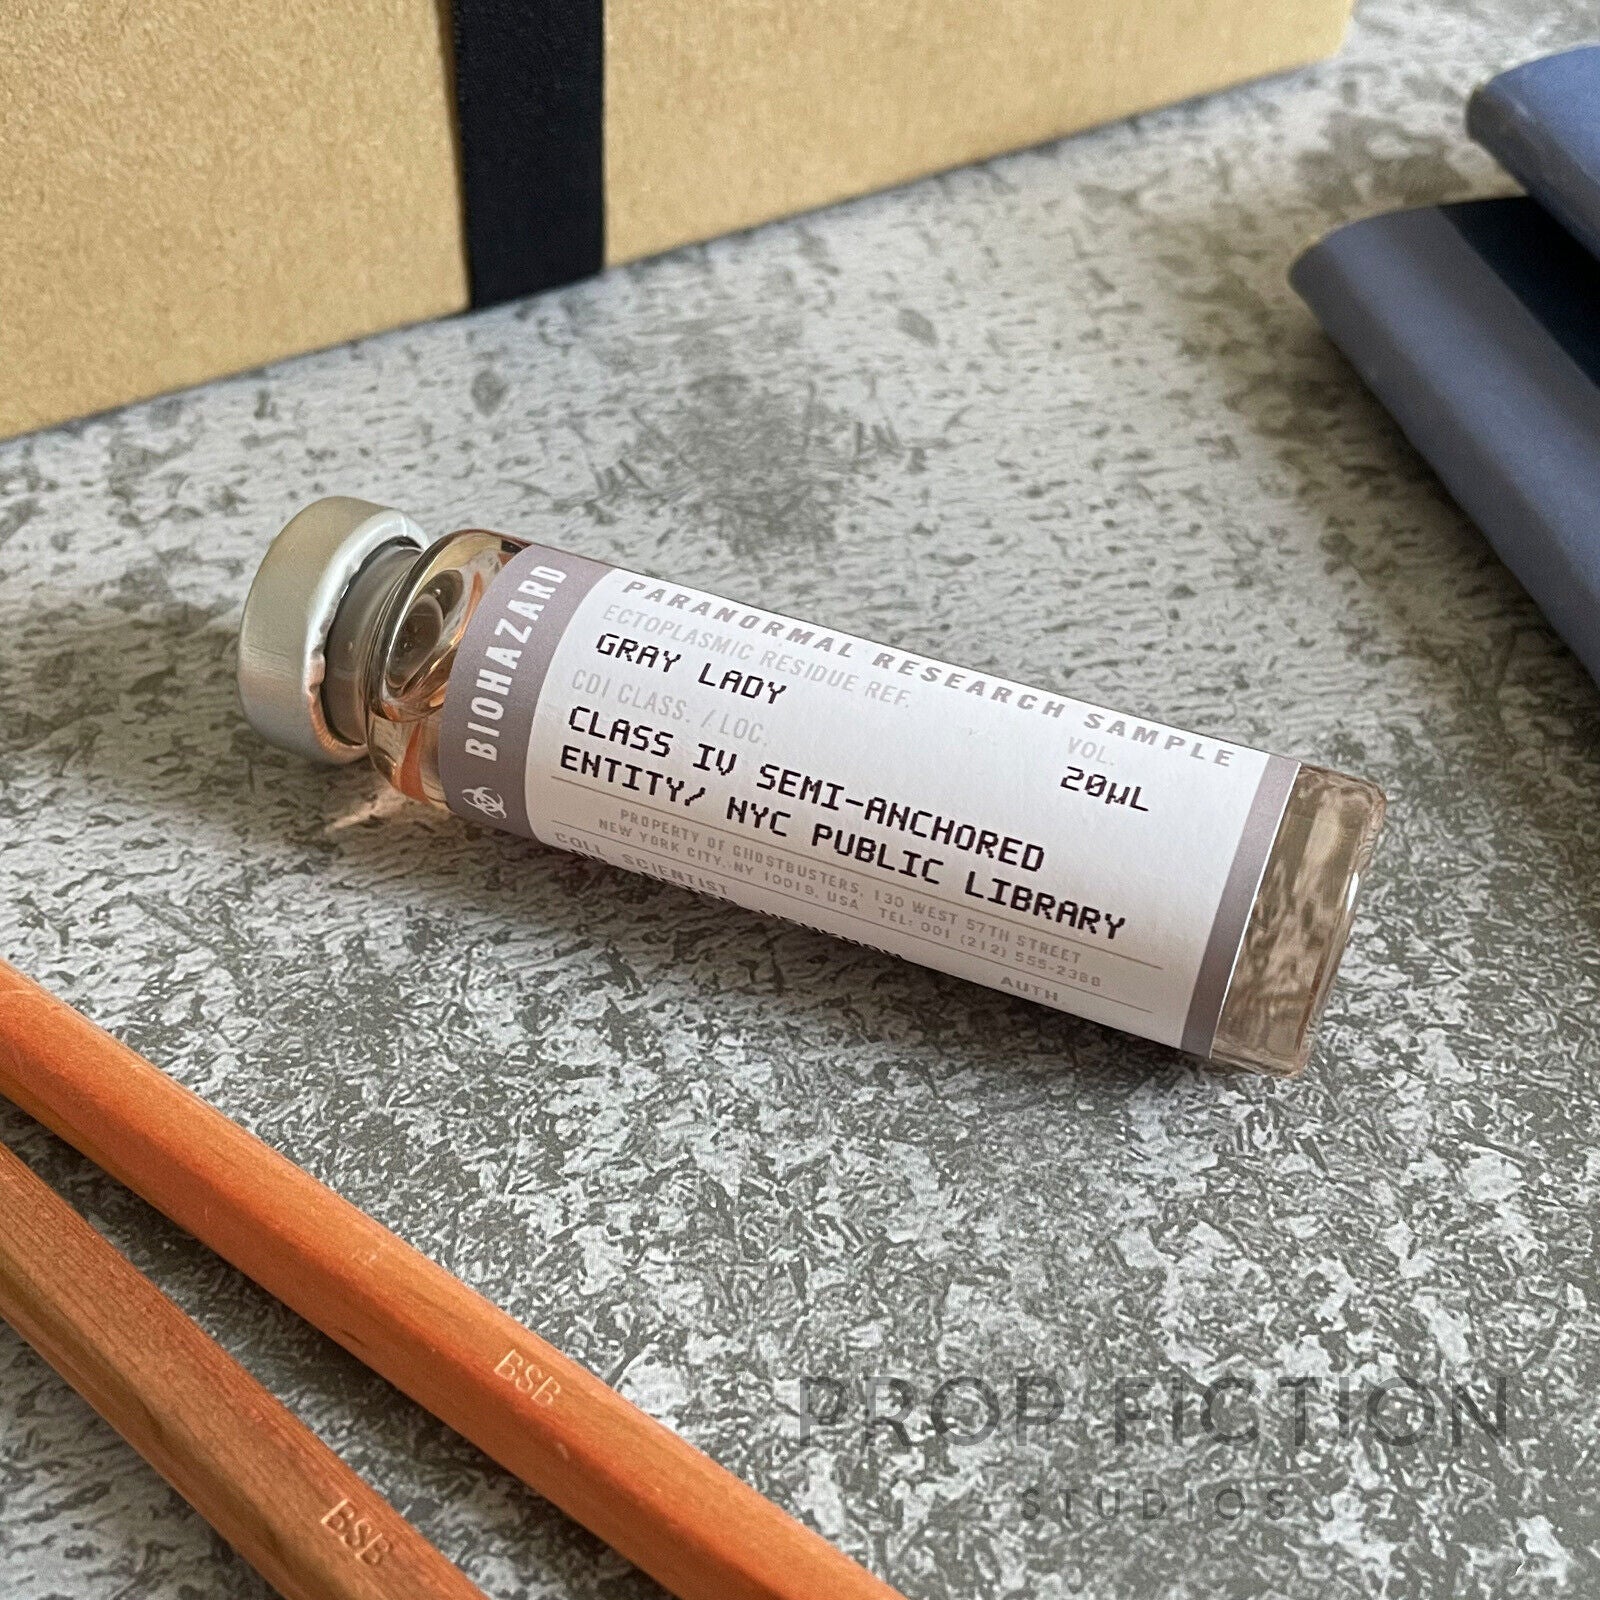 BIOHAZARD
PARANORMAL RESEARCH SAMPLE
ECTOPLASMIC RESIDUE REF.
GRAY LADY
VOL.
20µL
CDI CLASS. / LOC.
CLASS IV SEMI-ANCHORED
ENTITY/ NYC PUBLIC LIBRARY
PROPERTY OF GHOSTBUSTERS, 130 WEST 57TH STREET
NEW YORK CITY, NY 10019, USA TEL: 001 (212) 555-2368
COLL. SCIENTIST
AUTH.
BSB
BSB
PROP FICTION
STUDIOS